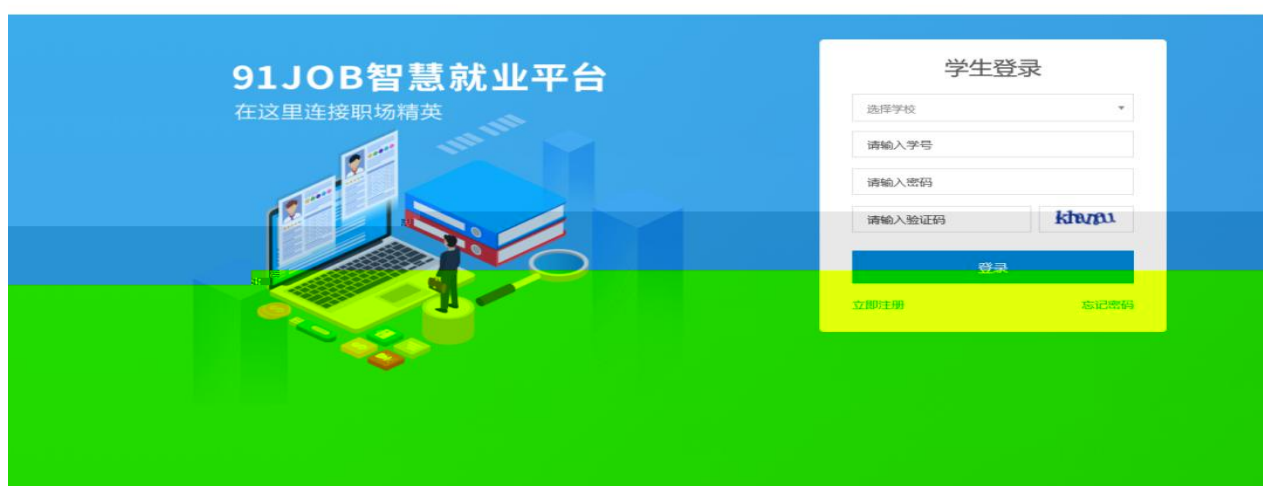 91JOB智慧就业平台
在这里连接职场精英
学生登录
选择学校
请输入学号
请输入密码
请输入验证码
登录
立即注册
忘记密码